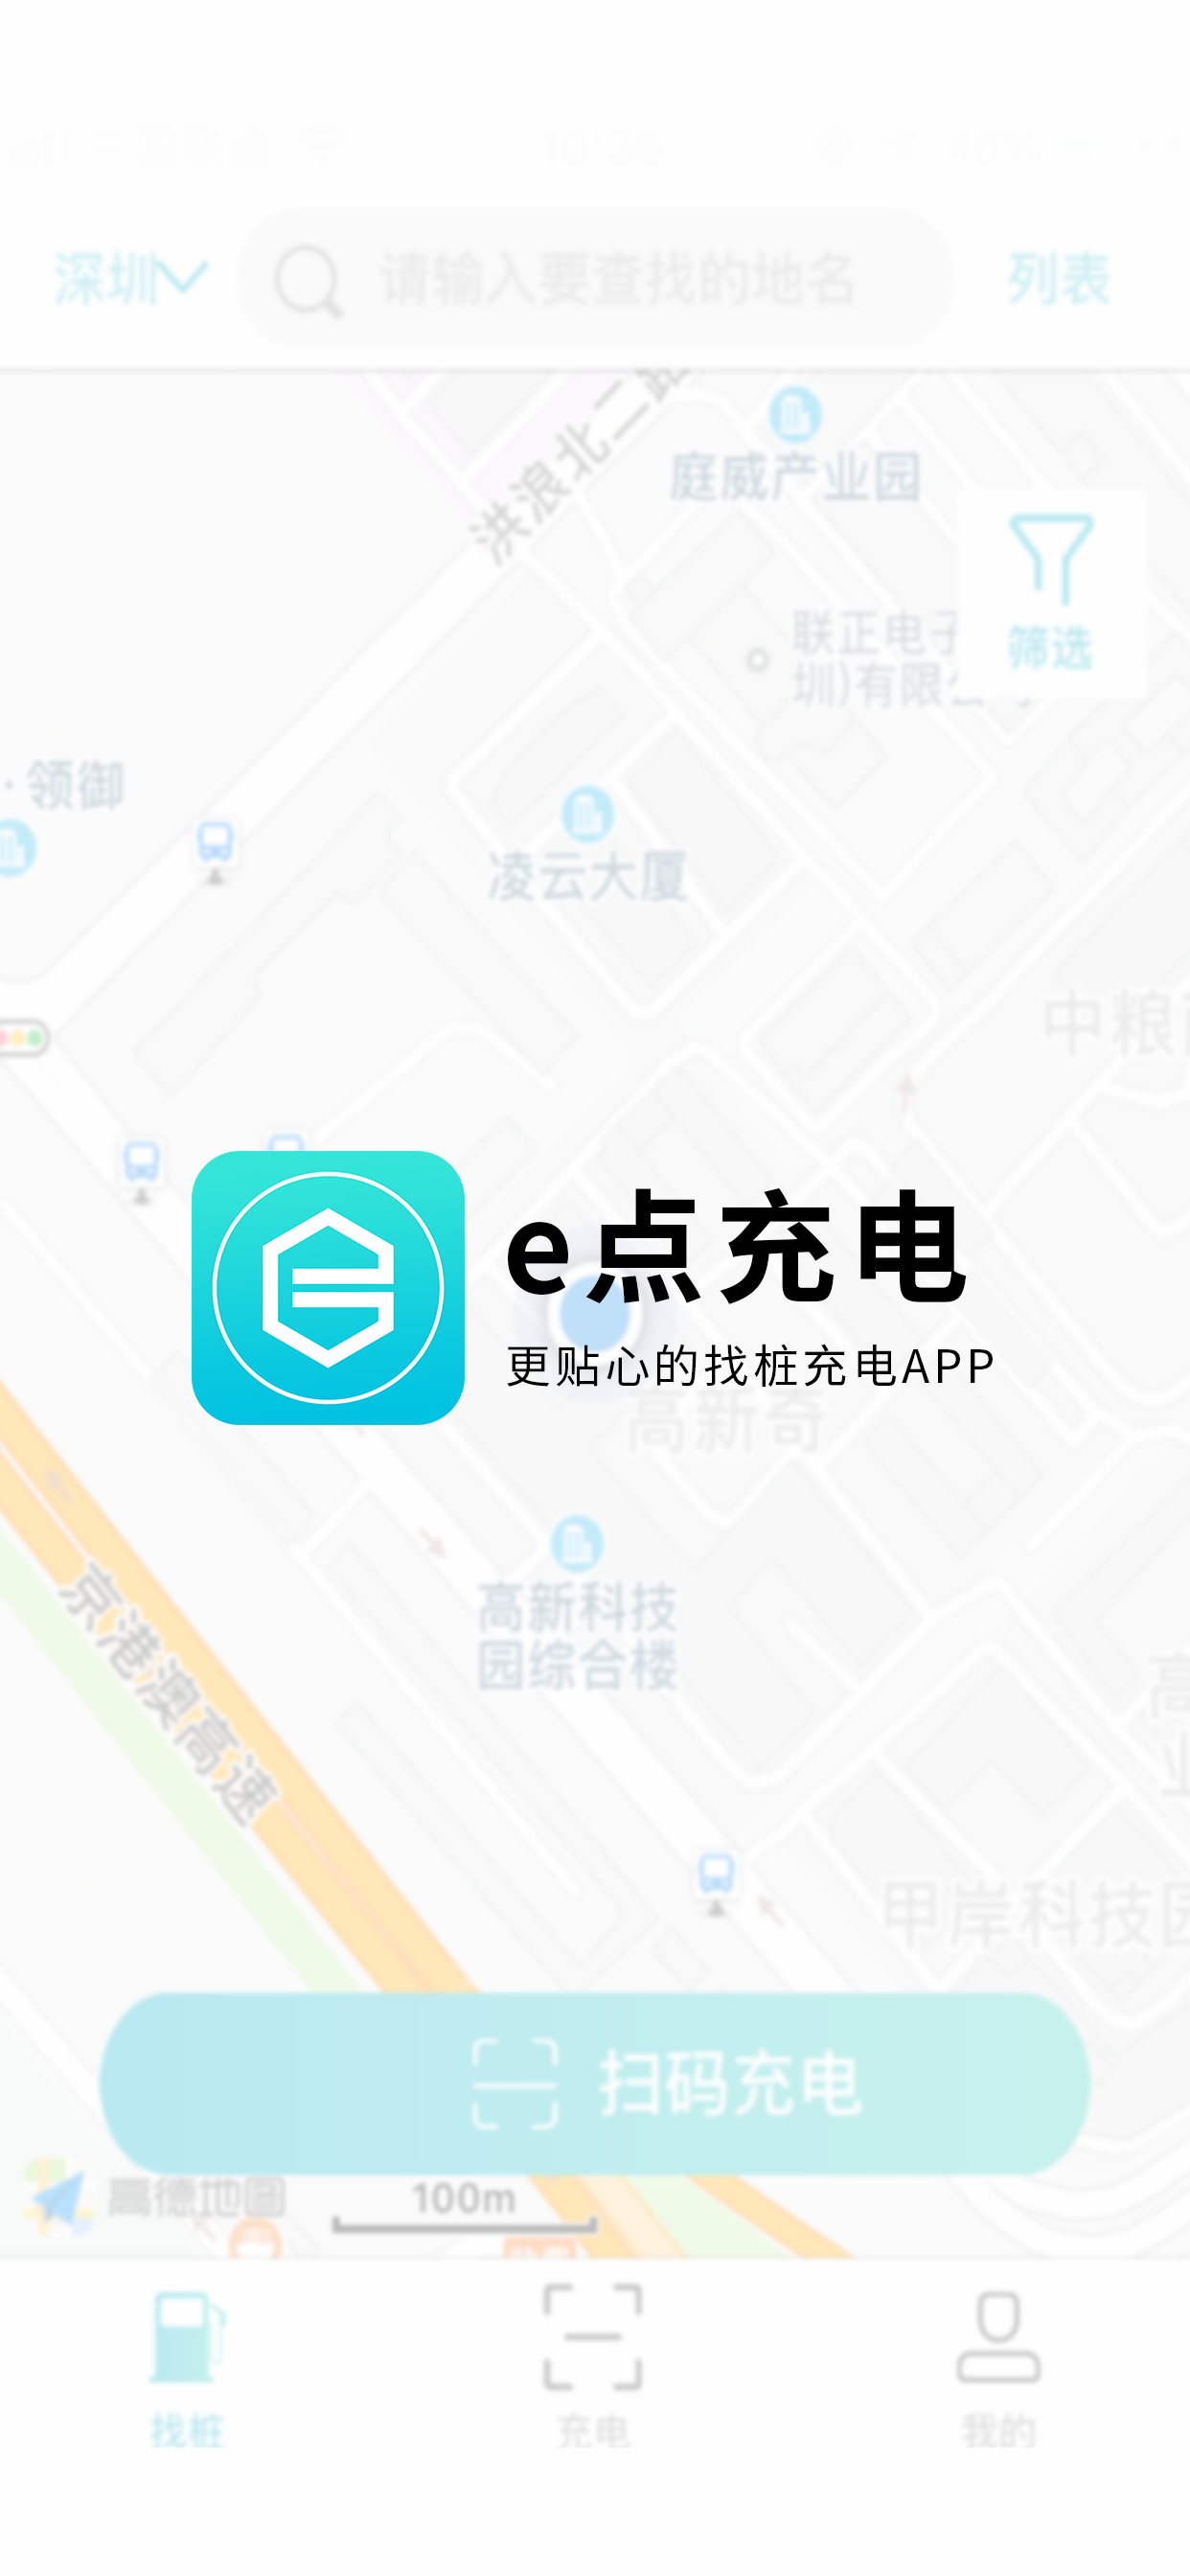 深圳
请输入要查找的地名
列表
洪浪北二路
庭威产业园
筛选
联正电子
圳)有限公司
·领御
凌云大厦
中粮
e点充电
更贴心的找桩充电APP
高新奇
高新科技
园综合楼
京港澳高速
高
业
甲岸科技园
扫码充电
高德地图
100m
找桩
充电
我的